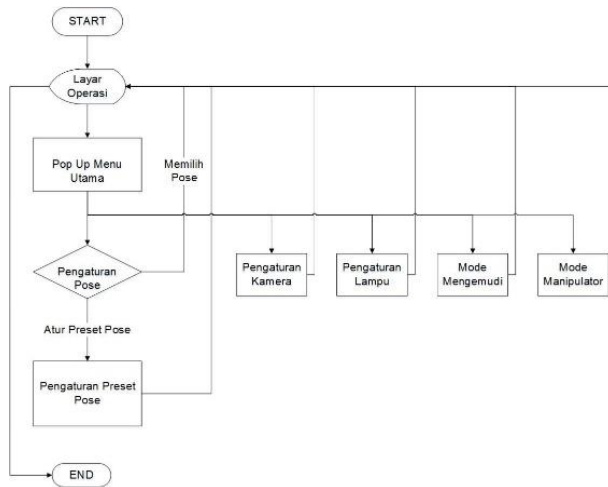 START
Layar
Operasi
Pop Up Menu
Utama
Memilih
Pose
Pengaturan
Pose
Pengaturan
Kamera
Pengaturan
Lampu
Mode
Mengemudi
Mode
Manipulator
Atur Preset Pose
Pengaturan Preset
Pose
END